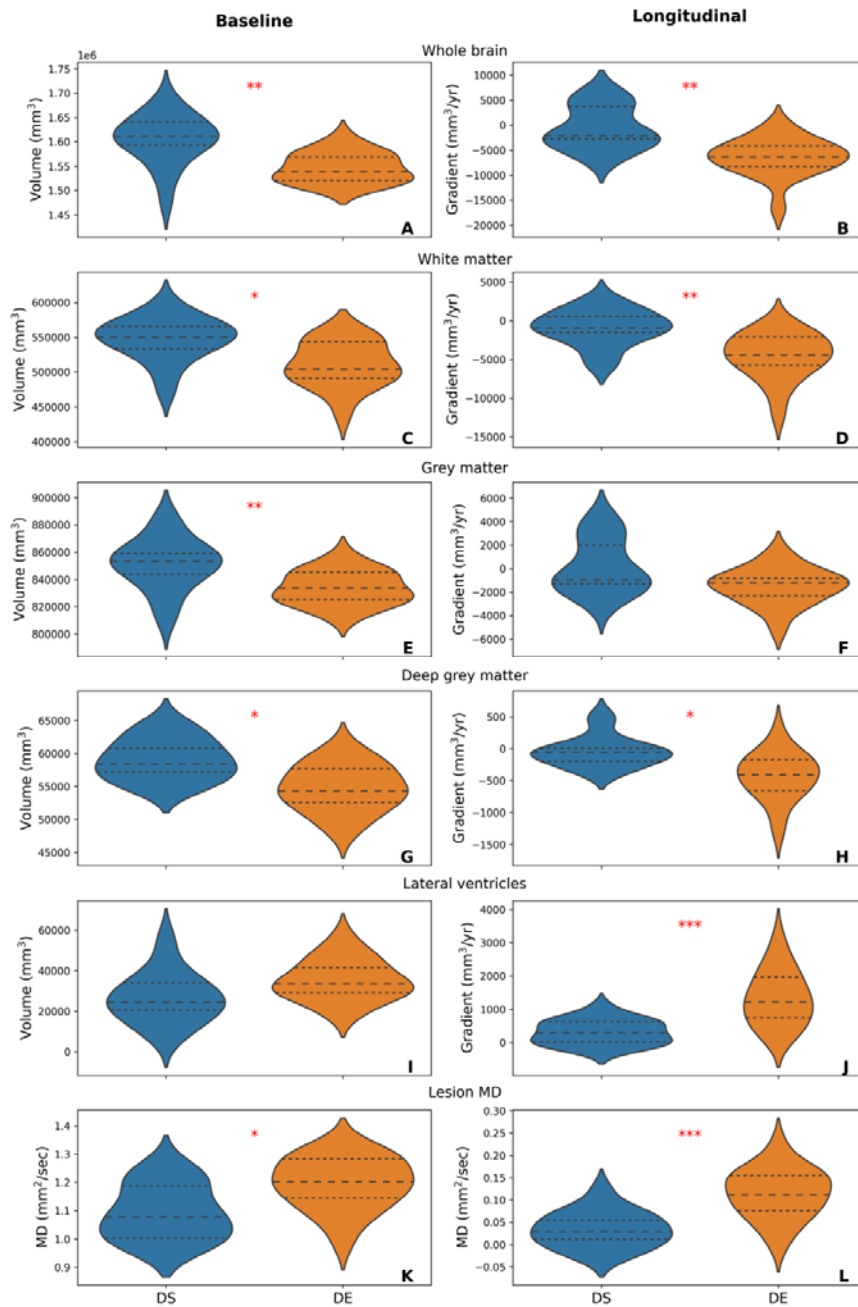 Baseline
Longitudinal
Whole brain
1e6
Volume (mm³)
1.75
1.70
1.65
1.60
1.55
1.50
1.45
**
A
Gradient (mm³/yr)
10000
5000
0
−5000
−10000
−15000
−20000
**
B
White matter
Volume (mm³)
600000
550000
500000
450000
400000
*
C
Gradient (mm³/yr)
5000
0
−5000
−10000
−15000
**
D
Grey matter
Volume (mm³)
900000
880000
860000
840000
820000
800000
**
E
Gradient (mm³/yr)
6000
4000
2000
0
−2000
−4000
−6000
F
Deep grey matter
Volume (mm³)
65000
60000
55000
50000
45000
*
G
Gradient (mm³/yr)
500
0
−500
−1000
−1500
*
H
Lateral ventricles
Volume (mm³)
60000
40000
20000
0
I
Gradient (mm³/yr)
4000
3000
2000
1000
0
***
J
Lesion MD
MD (mm²/sec)
1.4
1.3
1.2
1.1
1.0
0.9
*
K
MD (mm²/sec)
0.30
0.25
0.20
0.15
0.10
0.05
0.00
−0.05
***
L
DS
DE
DS
DE